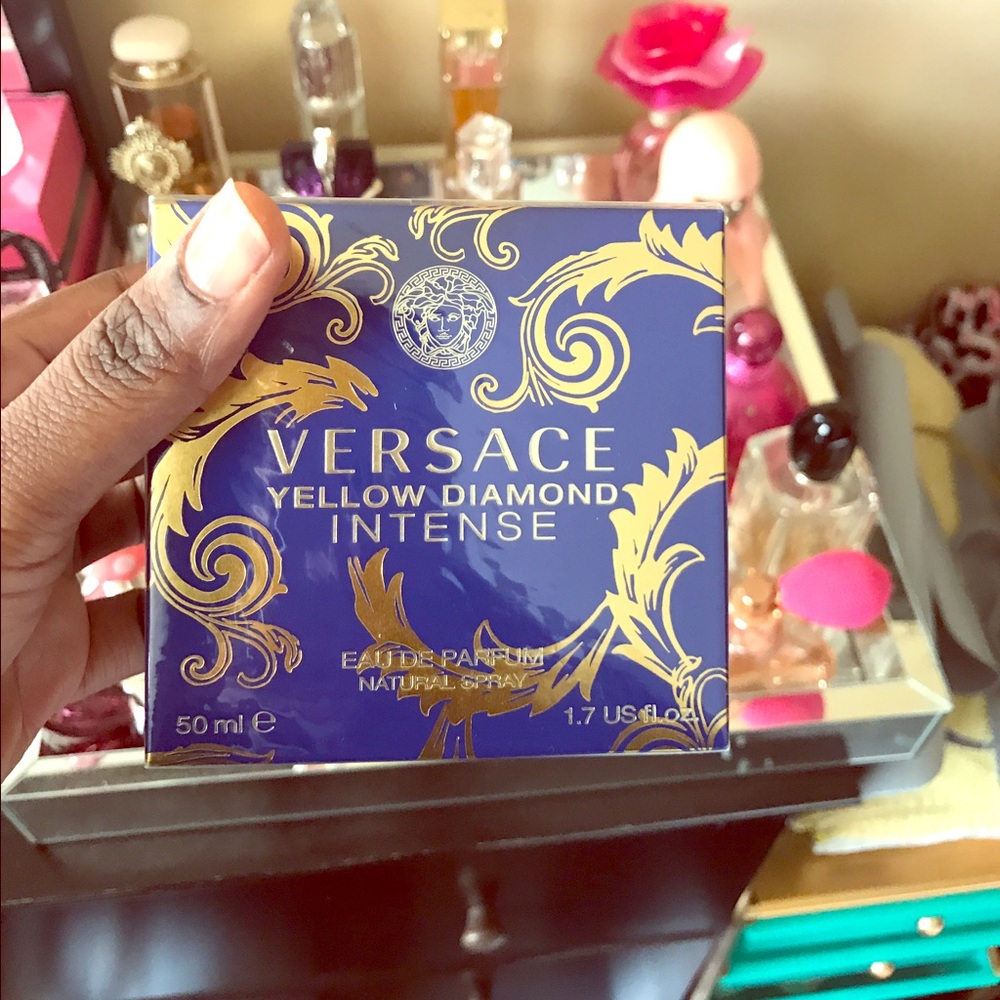 VERSACE
YELLOW DIAMOND
INTENSE
EAU DE PARFUM
NATURAL SPRAY
50 ml ℮
1.7 US fl.oz.